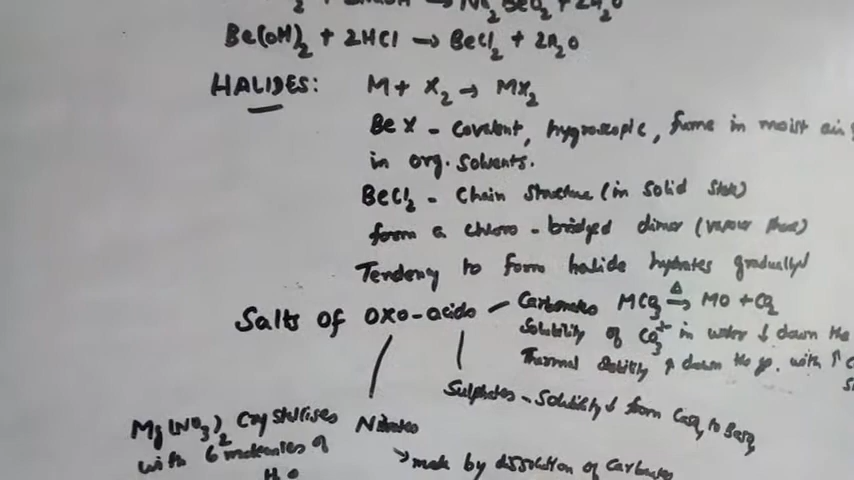 Be(OH)₂ + 2HCl → BeCl₂ + 2H₂O
HALIDES: M + X₂ → MX₂
BeX - Covalent, hygroscopic, fume in moist air
in org. solvents.
BeCl₂ - Chain structure (in solid state)
form a chloro-bridged dimer (vapour phase)
Tendency to form halide hydrates gradually
Salts of oxo-acids - Carbonates MCO₃ →Δ MO + CO₂
Solubility of CO₃ in water ↓ down the
Thermal stability ↑ down the gp. with ↑
Sulphates - Solubility ↓ from CaSO₄ to BaSO₄
Mg(NO₃)₂ crystallises Nitrates
with 6 molecules of
H₂O
→ made by dissolution of Carbonates